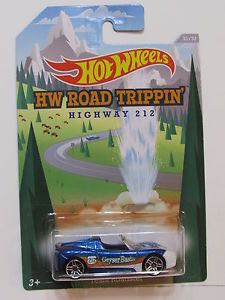 HOT WHEELS
HW ROAD TRIPPIN'
HIGHWAY 212
Geyser Basin
3+